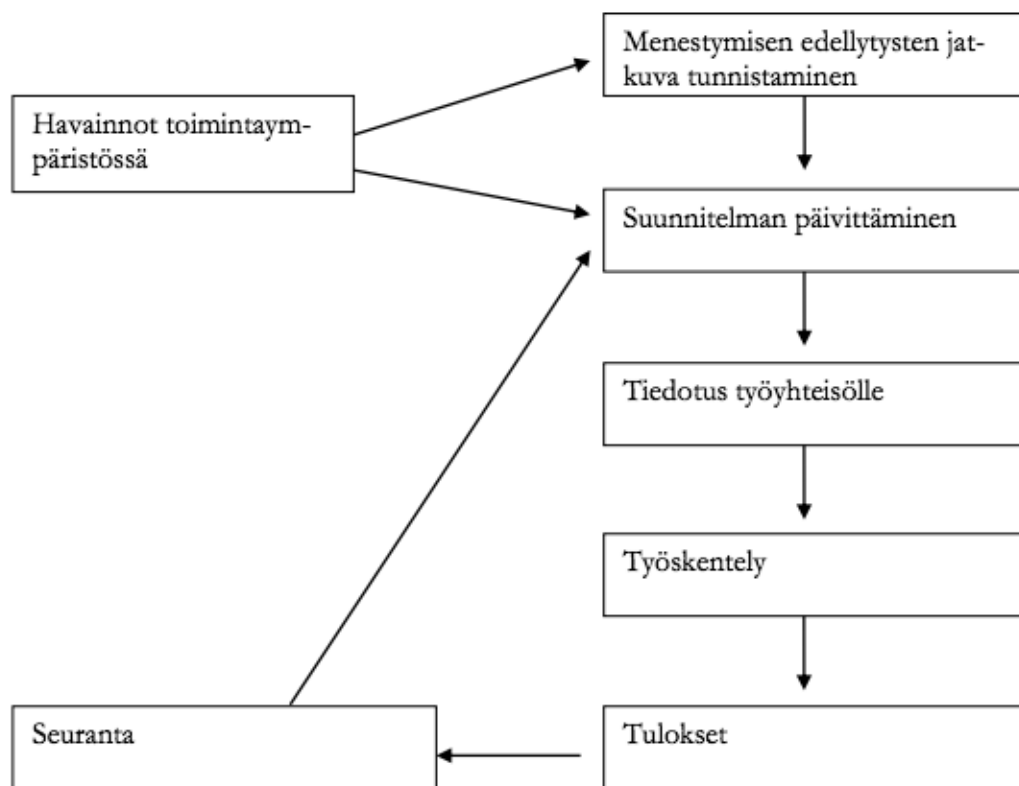 Menestymisen edellytysten jat-
kuva tunnistaminen
Havainnot toimintaym-
päristössä
Suunnitelman päivittäminen
Tiedotus työyhteisölle
Työskentely
Seuranta
Tulokset